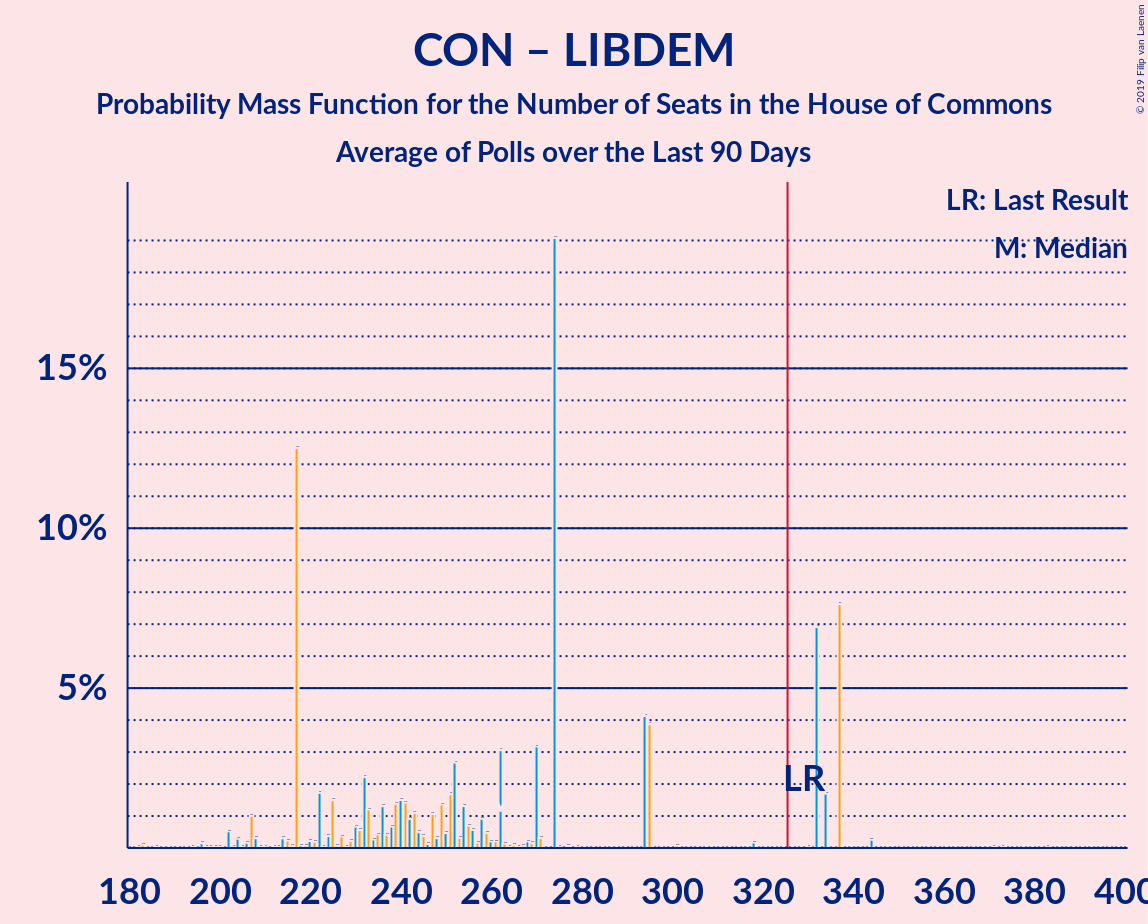 CON – LIBDEM
Probability Mass Function for the Number of Seats in the House of Commons
Average of Polls over the Last 90 Days
© 2019 Filip van Laenen
LR: Last Result
M: Median
15%
10%
5%
LR
180 200 220 240 260 280 300 320 340 360 380 400